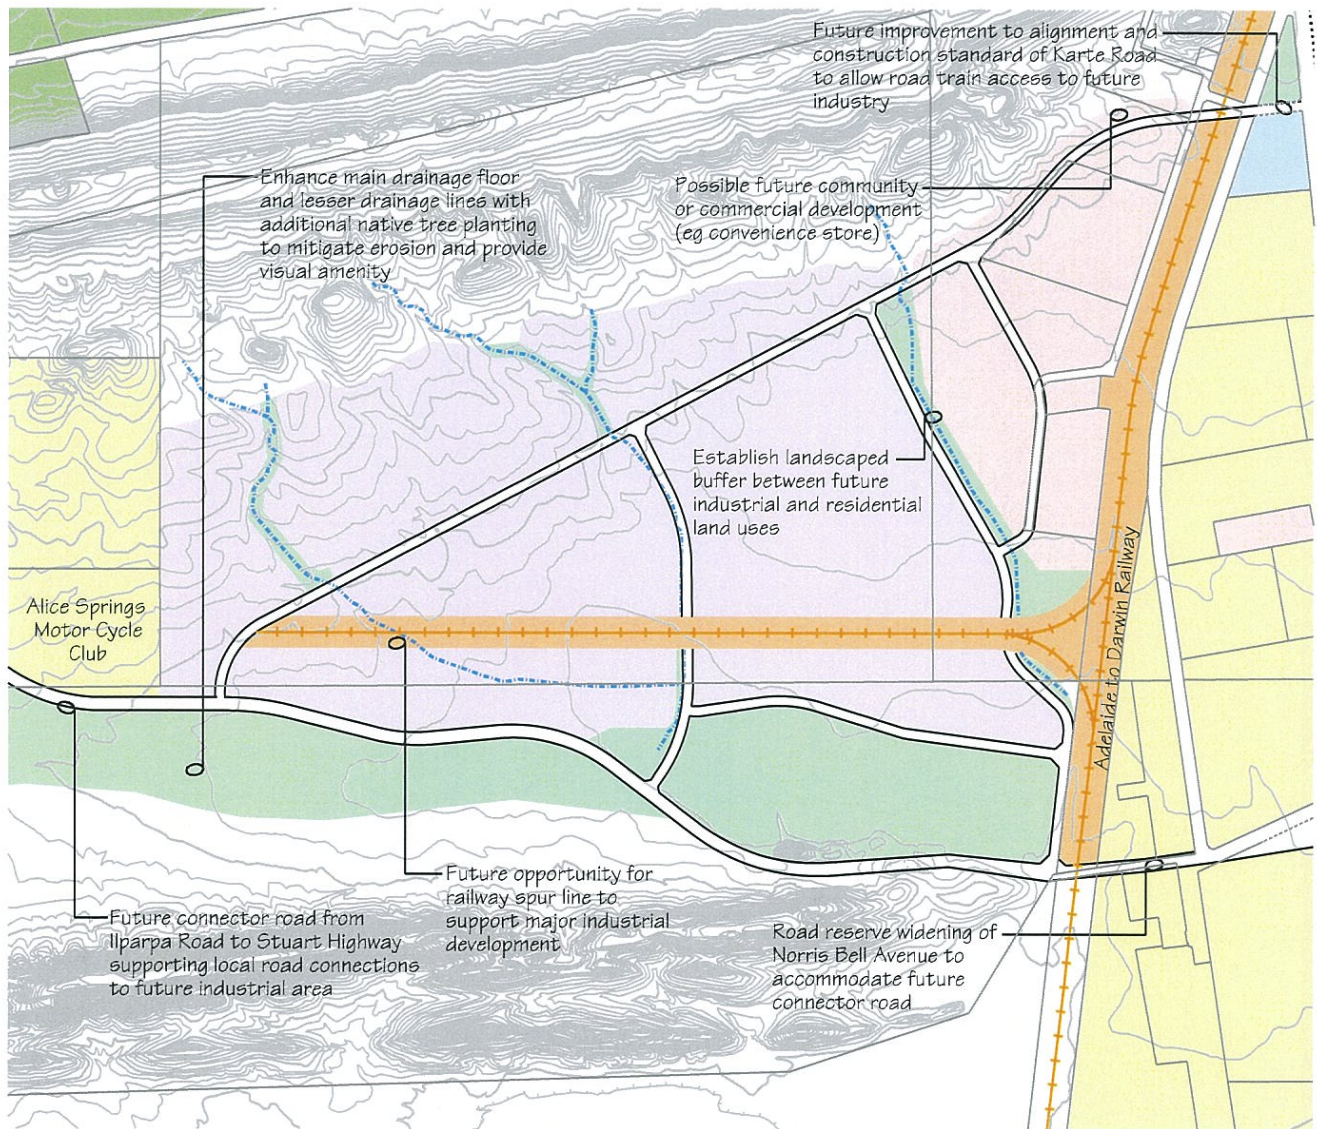 Future improvement to alignment and
construction standard of Karte Road
to allow road train access to future
industry
Enhance main drainage floor
and lesser drainage lines with
additional native tree planting
to mitigate erosion and provide
visual amenity
Possible future community
or commercial development
(eg convenience store)
Establish landscaped
buffer between future
industrial and residential
land uses
Alice Springs
Motor Cycle
Club
Adelaide to Darwin Railway
Future opportunity for
railway spur line to
support major industrial
development
Future connector road from
Ilparpa Road to Stuart Highway
supporting local road connections
to future industrial area
Road reserve widening of
Norris Bell Avenue to
accommodate future
connector road